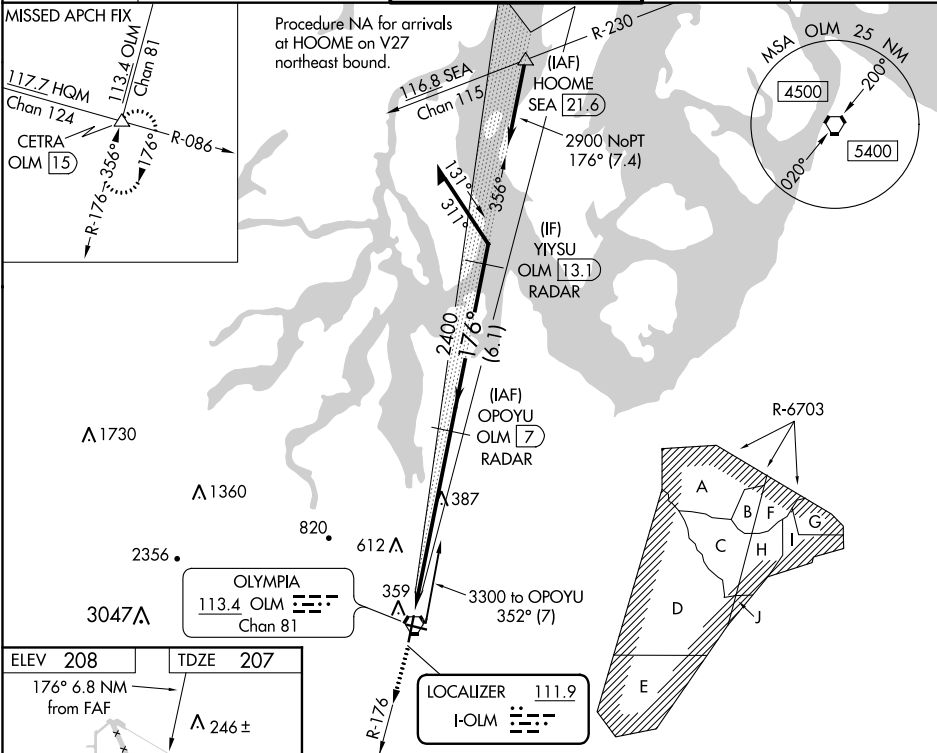 MISSED APCH FIX
117.7 HQM
Chan 124
113.4 OLM
Chan 81
CETRA
OLM 15
R-086
356°
176°
R-176
Procedure NA for arrivals
at HOOME on V27
northeast bound.
R-230
116.8 SEA
Chan 115
(IAF)
HOOME
SEA 21.6
2900 NoPT
176° (7.4)
MSA OLM 25 NM
4500
200°
5400
020°
131°
311°
356°
(IF)
YIYSU
OLM 13.1
RADAR
2400
176°
(6.1)
(IAF)
OPOYU
OLM 7
RADAR
1730
1360
387
820
612
2356
359
3047
OLYMPIA
113.4 OLM
Chan 81
3300 to OPOYU
352° (7)
R-6703
A
B
F
G
C
H
I
D
J
E
LOCALIZER 111.9
I-OLM
R-176
ELEV 208
TDZE 207
176° 6.8 NM
from FAF
246 ±